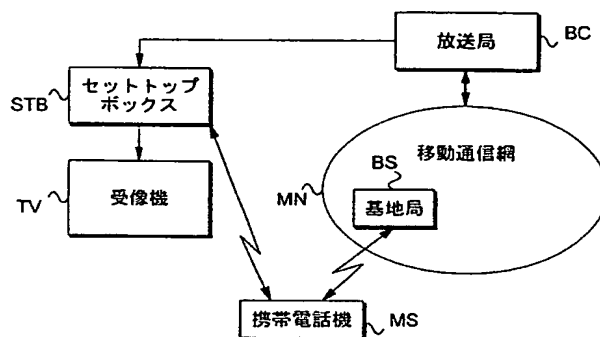 放送局
BC
セットトップ
ボックス
STB
移動通信網
BS
受像機
TV
MN
基地局
携帯電話機
MS